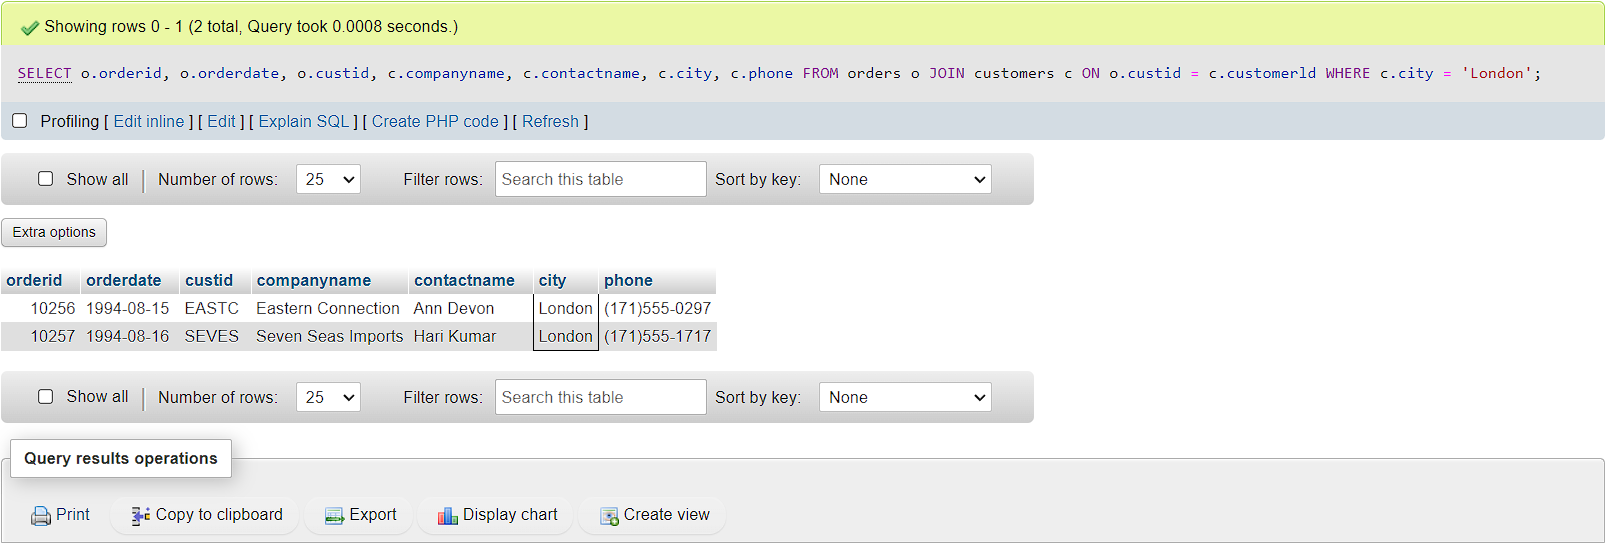 Showing rows 0 - 1 (2 total, Query took 0.0008 seconds.)
SELECT o.orderid, o.orderdate, o.custid, c.companyname, c.contactname, c.city, c.phone FROM orders o JOIN customers c ON o.custid = c.customerld WHERE c.city = 'London';
Profiling [ Edit inline ] [ Edit ] [ Explain SQL ] [ Create PHP code ] [ Refresh ]
Show all Number of rows: 25 Filter rows: Search this table Sort by key: None
Extra options
orderid orderdate custid companyname contactname city phone
10256 1994-08-15 EASTC Eastern Connection Ann Devon London (171)555-0297
10257 1994-08-16 SEVES Seven Seas Imports Hari Kumar London (171)555-1717
Show all Number of rows: 25 Filter rows: Search this table Sort by key: None
Query results operations
Print Copy to clipboard Export Display chart Create view